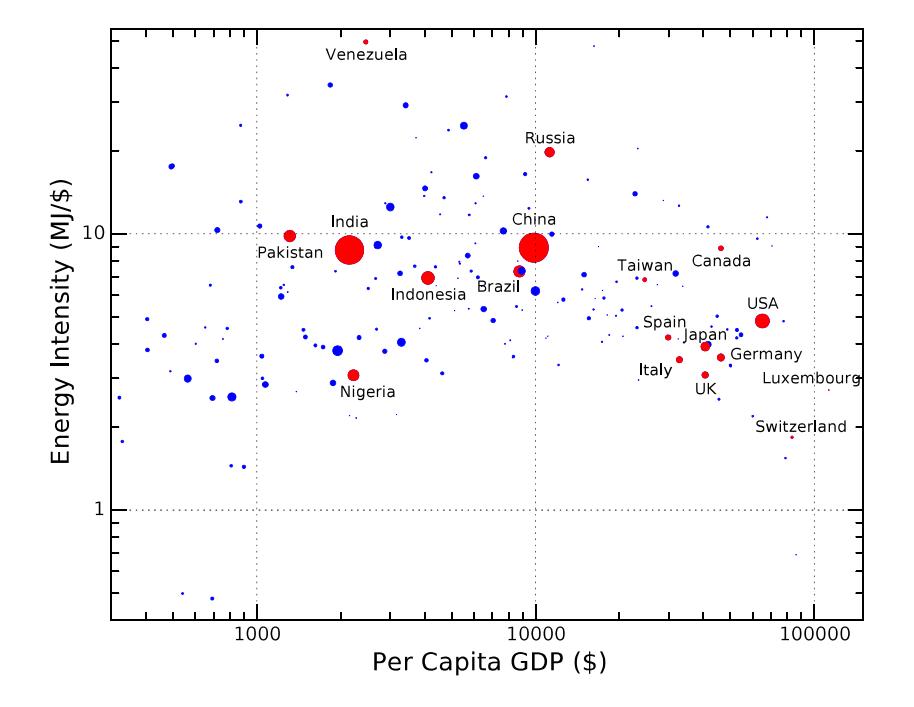 Venezuela
Russia
India
China
Pakistan
10
Canada
Taiwan
Indonesia
Brazil
USA
Spain
Japan
Germany
Italy
UK
Luxembourg
Nigeria
Switzerland
1
1000
10000
100000
Per Capita GDP ($)
Energy Intensity (MJ/$)